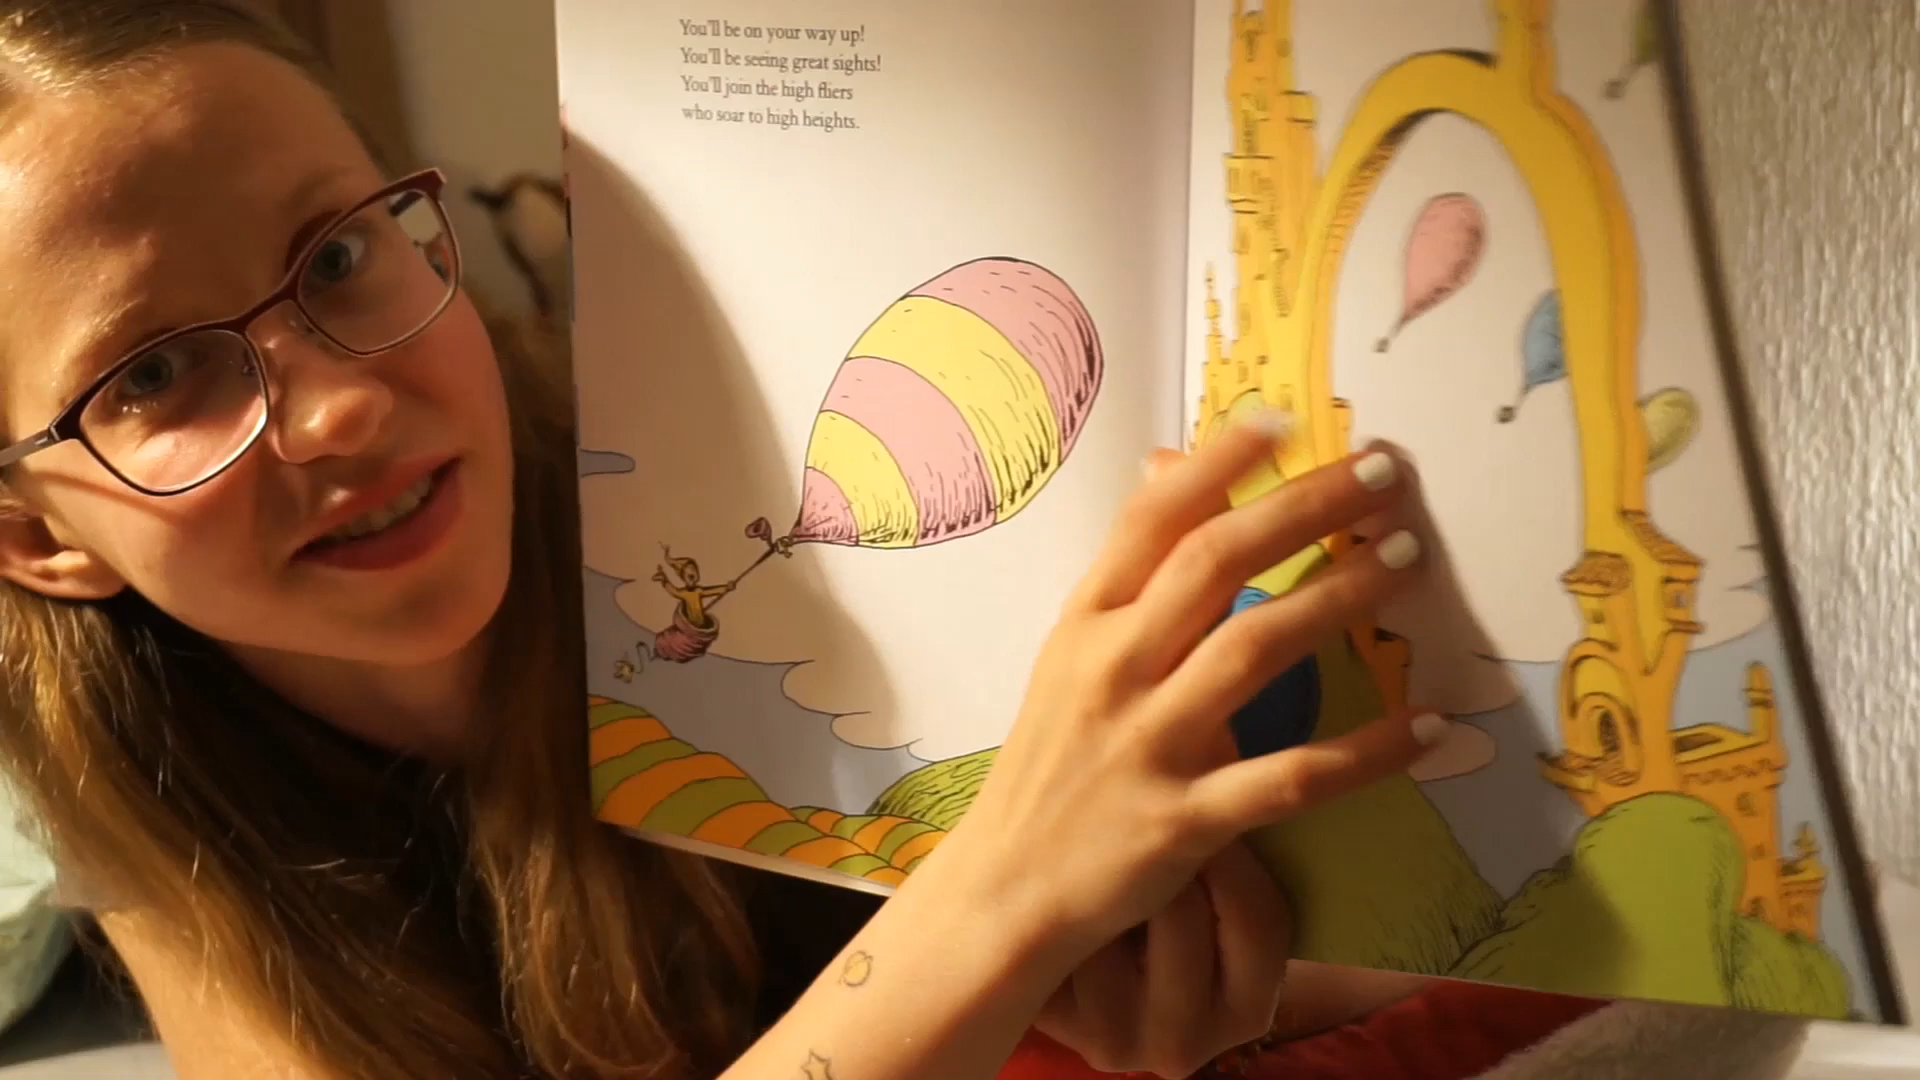 You'll be on your way up!
You'll be seeing great sights!
You'll join the high fliers
who soar to high heights.